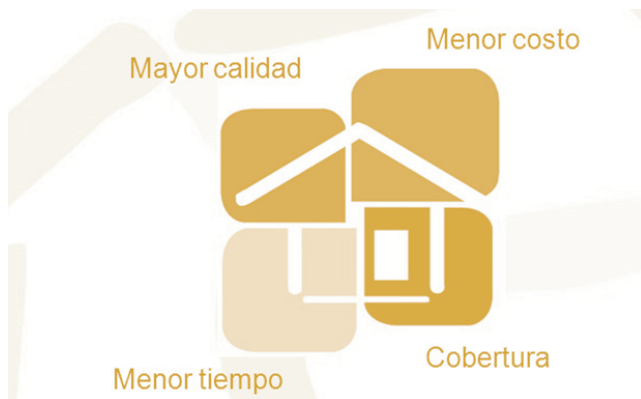 Menor costo
Mayor calidad
Cobertura
Menor tiempo